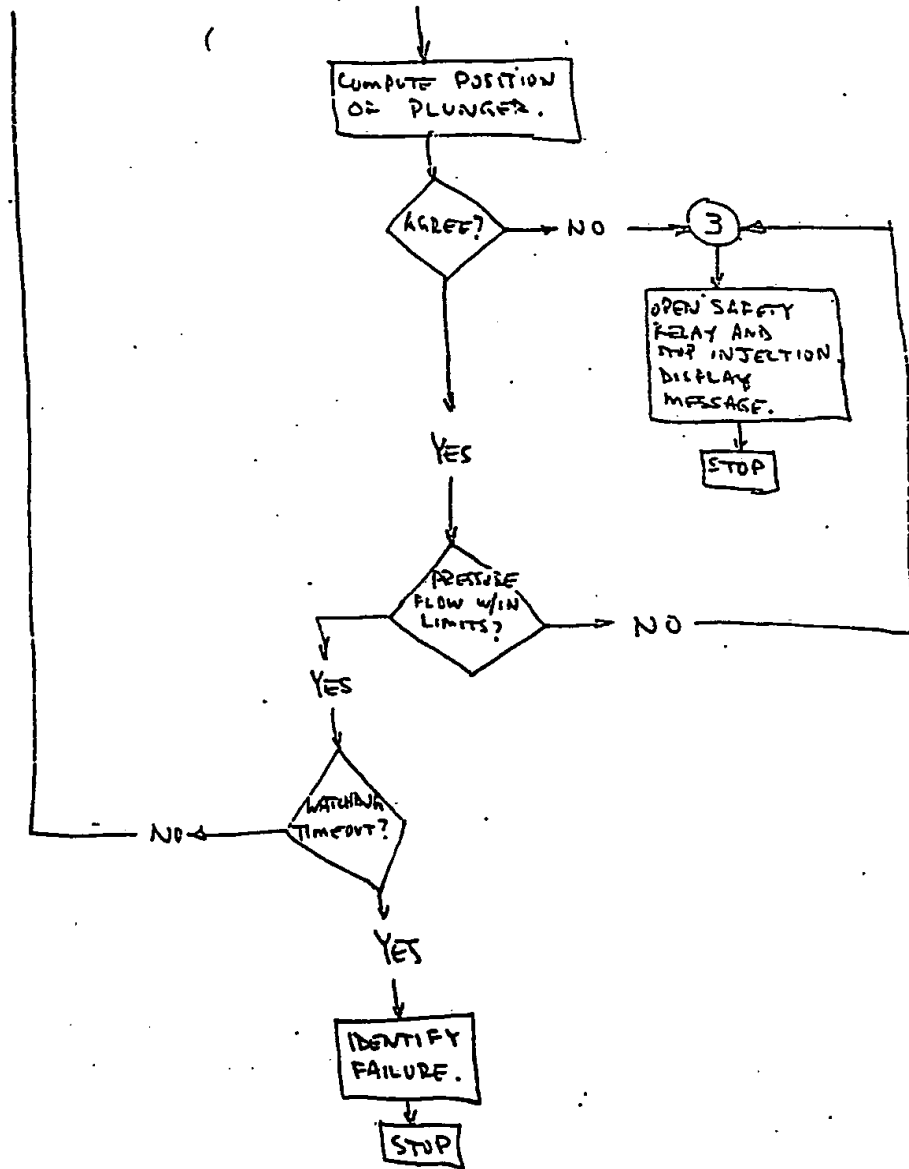 COMPUTE POSITION
OF PLUNGER.
AGREE?
NO
3
OPEN SAFETY
RELAY AND
STOP INJECTION
DISPLAY
MESSAGE.
STOP
YES
PRESSURE
FLOW W/IN
LIMITS?
NO
YES
WATCHING
TIMEOUT?
NO
YES
IDENTIFY
FAILURE.
STOP